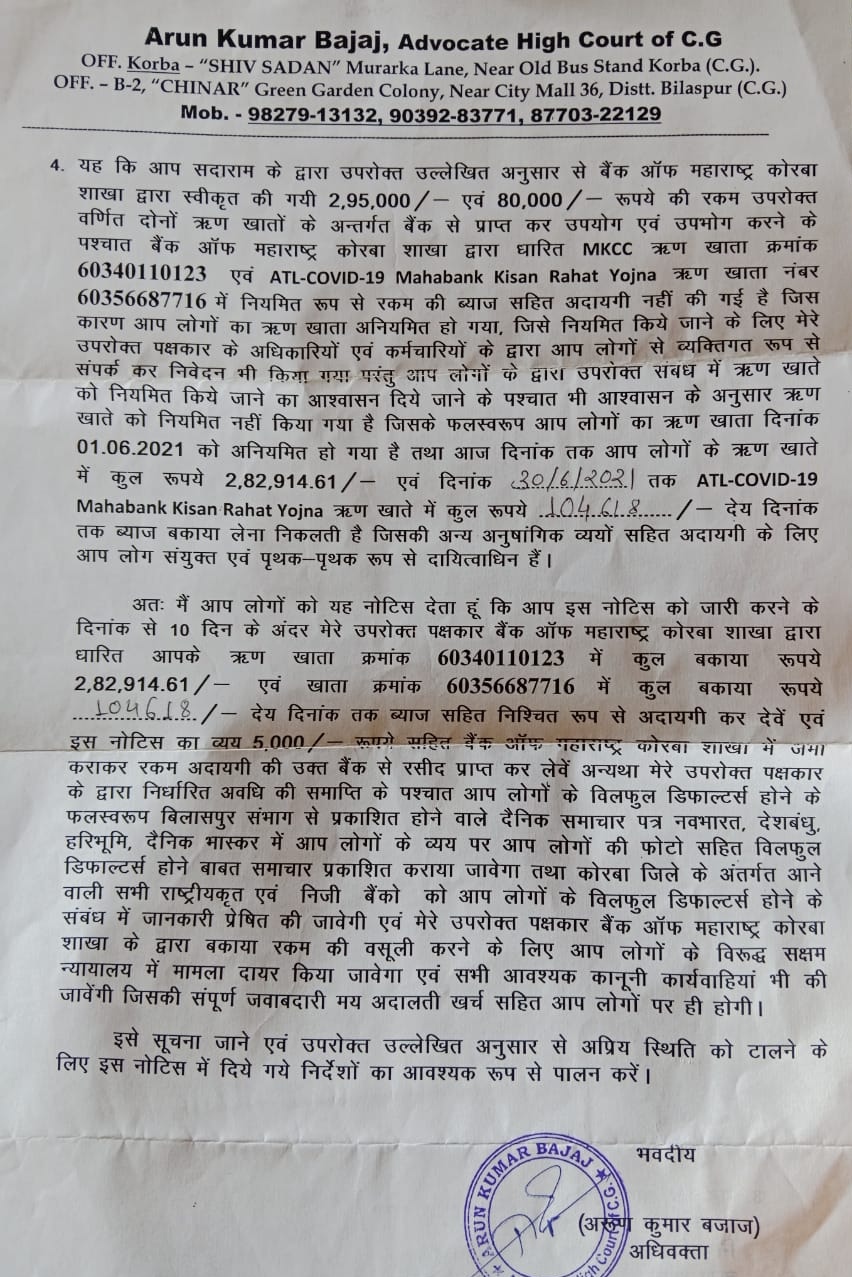 Arun Kumar Bajaj, Advocate High Court of C.G
OFF. Korba – “SHIV SADAN” Murarka Lane, Near Old Bus Stand Korba (C.G.).
OFF. – B-2, “CHINAR” Green Garden Colony, Near City Mall 36, Distt. Bilaspur (C.G.)
Mob. - 98279-13132, 90392-83771, 87703-22129
4. यह कि आप सदाराम के द्वारा उपरोक्त उल्लेखित अनुसार से बैंक ऑफ महाराष्ट्र कोरबा
शाखा द्वारा स्वीकृत की गयी 2,95,000/– एवं 80,000/– रूपये की रकम उपरोक्त
वर्णित दोनों ऋण खातों के अन्तर्गत बैंक से प्राप्त कर उपयोग एवं उपभोग करने के
पश्चात बैंक ऑफ महाराष्ट्र कोरबा शाखा द्वारा धारित MKCC ऋण खाता क्रमांक
60340110123 एवं ATL-COVID-19 Mahabank Kisan Rahat Yojna ऋण खाता नंबर
60356687716 में नियमित रूप से रकम की ब्याज सहित अदायगी नहीं की गई है जिस
कारण आप लोगों का ऋण खाता अनियमित हो गया, जिसे नियमित किये जाने के लिए मेरे
उपरोक्त पक्षकार के अधिकारियों एवं कर्मचारियों के द्वारा आप लोगों से व्यक्तिगत रूप से
संपर्क कर निवेदन भी किया गया परंतु आप लोगों के द्वारा उपरोक्त संबध में ऋण खाते
को नियमित किये जाने का आश्वासन दिये जाने के पश्चात भी आश्वासन के अनुसार ऋण
खाते को नियमित नहीं किया गया है जिसके फलस्वरूप आप लोगों का ऋण खाता दिनांक
01.06.2021 को अनियमित हो गया है तथा आज दिनांक तक आप लोगों के ऋण खाते
में कुल रूपये 2,82,914.61/– एवं दिनांक 30/6/2021 तक ATL-COVID-19
Mahabank Kisan Rahat Yojna ऋण खाते में कुल रूपये 104618/– देय दिनांक
तक ब्याज बकाया लेना निकलती है जिसकी अन्य अनुषांगिक व्ययों सहित अदायगी के लिए
आप लोग संयुक्त एवं पृथक–पृथक रूप से दायित्वाधिन हैं।
अतः मैं आप लोगों को यह नोटिस देता हूं कि आप इस नोटिस को जारी करने के
दिनांक से 10 दिन के अंदर मेरे उपरोक्त पक्षकार बैंक ऑफ महाराष्ट्र कोरबा शाखा द्वारा
धारित आपके ऋण खाता क्रमांक 60340110123 में कुल बकाया रूपये
2,82,914.61/– एवं खाता क्रमांक 60356687716 में कुल बकाया रूपये
104618/– देय दिनांक तक ब्याज सहित निश्चित रूप से अदायगी कर देवें एवं
इस नोटिस का व्यय 5,000/– रूपये सहित बैंक ऑफ महाराष्ट्र कोरबा शाखा में जमा
कराकर रकम अदायगी की उक्त बैंक से रसीद प्राप्त कर लेवें अन्यथा मेरे उपरोक्त पक्षकार
के द्वारा निर्धारित अवधि की समाप्ति के पश्चात आप लोगों के विलफुल डिफाल्टर्स होने के
फलस्वरूप बिलासपुर संभाग से प्रकाशित होने वाले दैनिक समाचार पत्र नवभारत, देशबंधु,
हरिभूमि, दैनिक भास्कर में आप लोगों के व्यय पर आप लोगों की फोटो सहित विलफुल
डिफाल्टर्स होने बाबत समाचार प्रकाशित कराया जावेगा तथा कोरबा जिले के अंतर्गत आने
वाली सभी राष्ट्रीयकृत एवं निजी बैंको को आप लोगों के विलफुल डिफाल्टर्स होने के
संबंध में जानकारी प्रेषित की जावेगी एवं मेरे उपरोक्त पक्षकार बैंक ऑफ महाराष्ट्र कोरबा
शाखा के द्वारा बकाया रकम की वसूली करने के लिए आप लोगों के विरूद्ध सक्षम
न्यायालय में मामला दायर किया जावेगा एवं सभी आवश्यक कानूनी कार्यवाहियां भी की
जावेंगी जिसकी संपूर्ण जवाबदारी मय अदालती खर्च सहित आप लोगों पर ही होगी।
इसे सूचना जाने एवं उपरोक्त उल्लेखित अनुसार से अप्रिय स्थिति को टालने के
लिए इस नोटिस में दिये गये निर्देशों का आवश्यक रूप से पालन करें।
भवदीय
ARUN KUMAR BAJAJ
High Court of C.G.
(अरूण कुमार बजाज)
अधिवक्ता